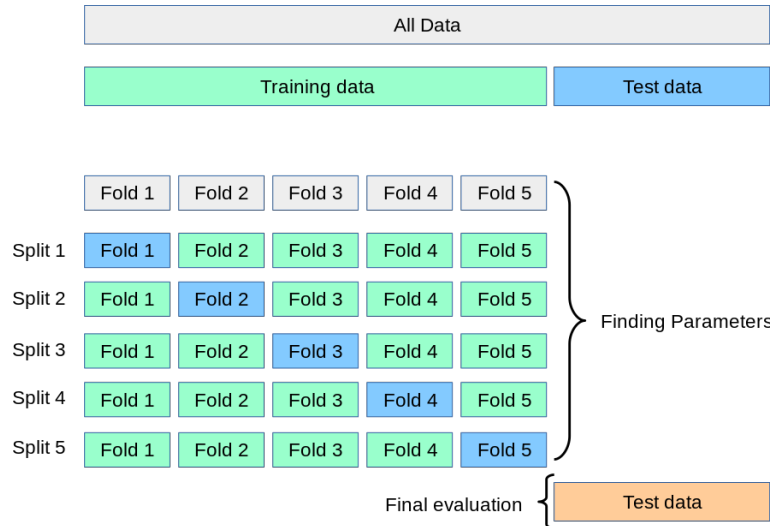 All Data
Training data Test data
Fold 1 Fold 2 Fold 3 Fold 4 Fold 5
Split 1 Fold 1 Fold 2 Fold 3 Fold 4 Fold 5
Split 2 Fold 1 Fold 2 Fold 3 Fold 4 Fold 5
Finding Parameters
Split 3 Fold 1 Fold 2 Fold 3 Fold 4 Fold 5
Split 4 Fold 1 Fold 2 Fold 3 Fold 4 Fold 5
Split 5 Fold 1 Fold 2 Fold 3 Fold 4 Fold 5
Final evaluation Test data